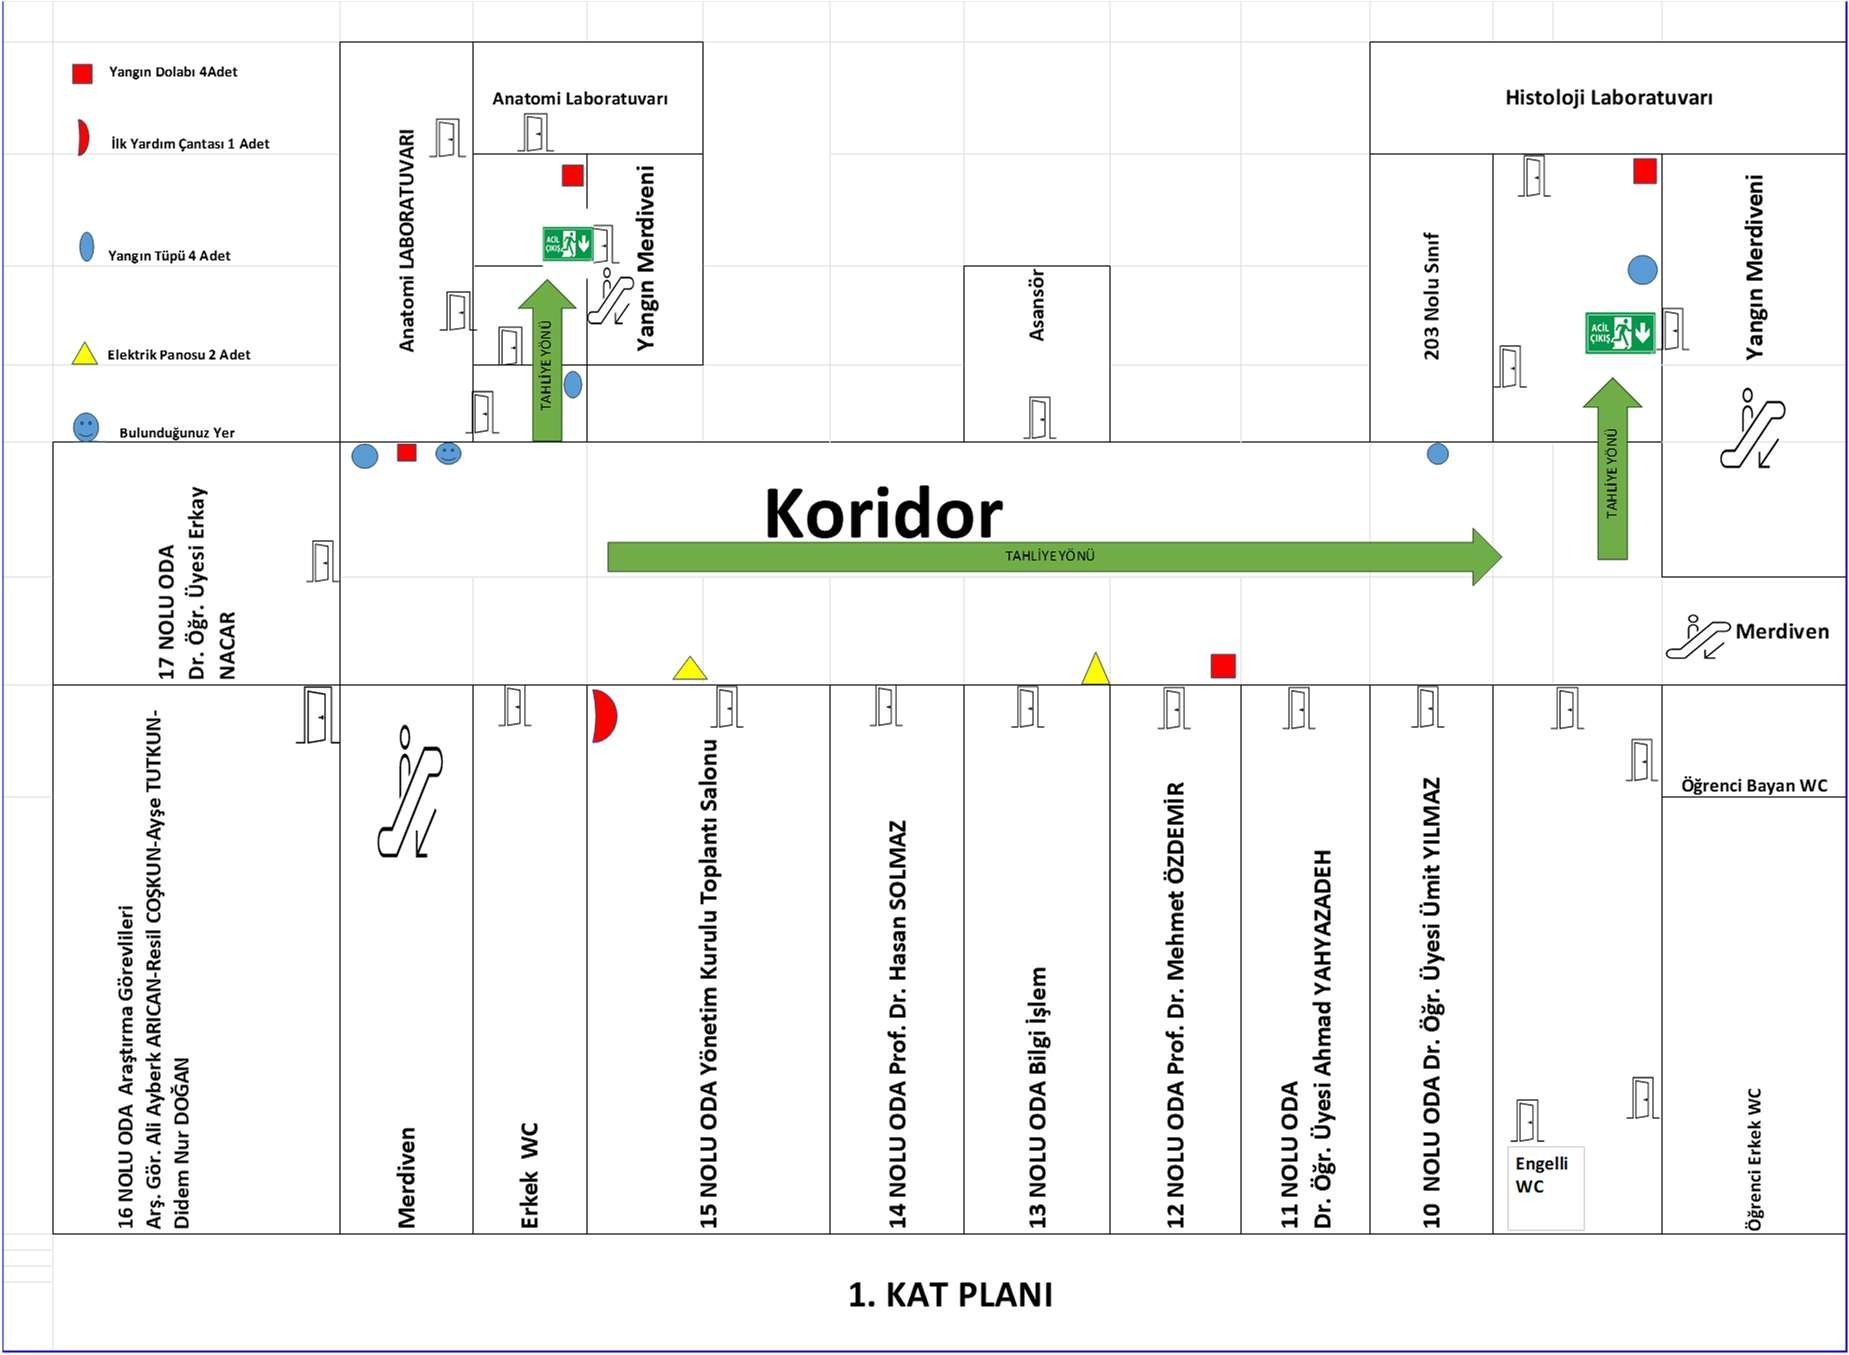 Yangın Dolabı 4Adet
İlk Yardım Çantası 1 Adet
Yangın Tüpü 4 Adet
Elektrik Panosu 2 Adet
Bulunduğunuz Yer
Anatomi LABORATUVARI
Anatomi Laboratuvarı
ACİL
ÇIKIŞ
Yangın Merdiveni
TAHLİYE YÖNÜ
Asansör
Histoloji Laboratuvarı
203 Nolu Sınıf
ACİL
ÇIKIŞ
Yangın Merdiveni
TAHLİYE YÖNÜ
Koridor
TAHLİYE YÖNÜ
Merdiven
17 NOLU ODA
Dr. Öğr. Üyesi Erkay
NACAR
16 NOLU ODA Araştırma Görevlileri
Arş. Gör. Ali Ayberk ARICAN-Resil COŞKUN-Ayşe TUTKUN-
Didem Nur DOĞAN
Merdiven
Erkek WC
15 NOLU ODA Yönetim Kurulu Toplantı Salonu
14 NOLU ODA Prof. Dr. Hasan SOLMAZ
13 NOLU ODA Bilgi İşlem
12 NOLU ODA Prof. Dr. Mehmet ÖZDEMİR
11 NOLU ODA
Dr. Öğr. Üyesi Ahmad YAHYAZADEH
10 NOLU ODA Dr. Öğr. Üyesi Ümit YILMAZ
Engelli
WC
Öğrenci Bayan WC
Öğrenci Erkek WC
1. KAT PLANI